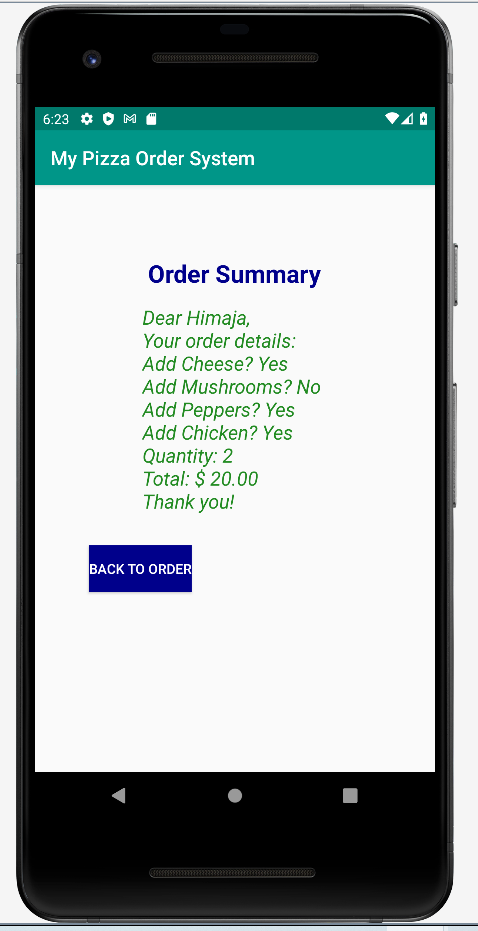 6:23
My Pizza Order System
Order Summary
Dear Himaja,
Your order details:
Add Cheese? Yes
Add Mushrooms? No
Add Peppers? Yes
Add Chicken? Yes
Quantity: 2
Total: $ 20.00
Thank you!
BACK TO ORDER